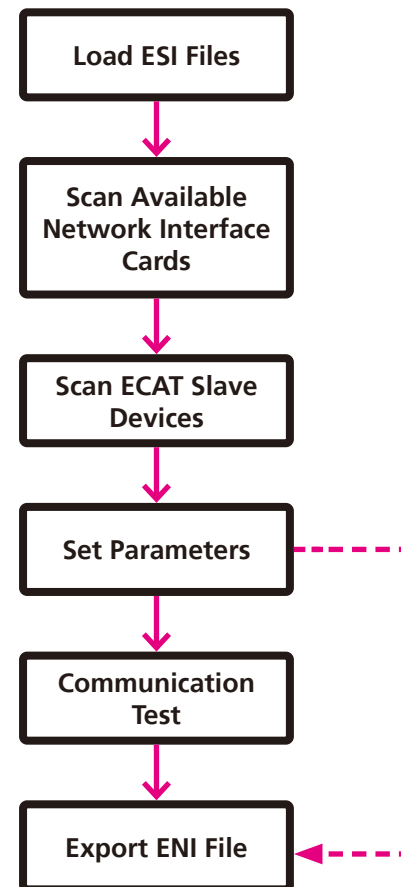 Load ESI Files
Scan Available
Network Interface
Cards
Scan ECAT Slave
Devices
Set Parameters
Communication
Test
Export ENI File